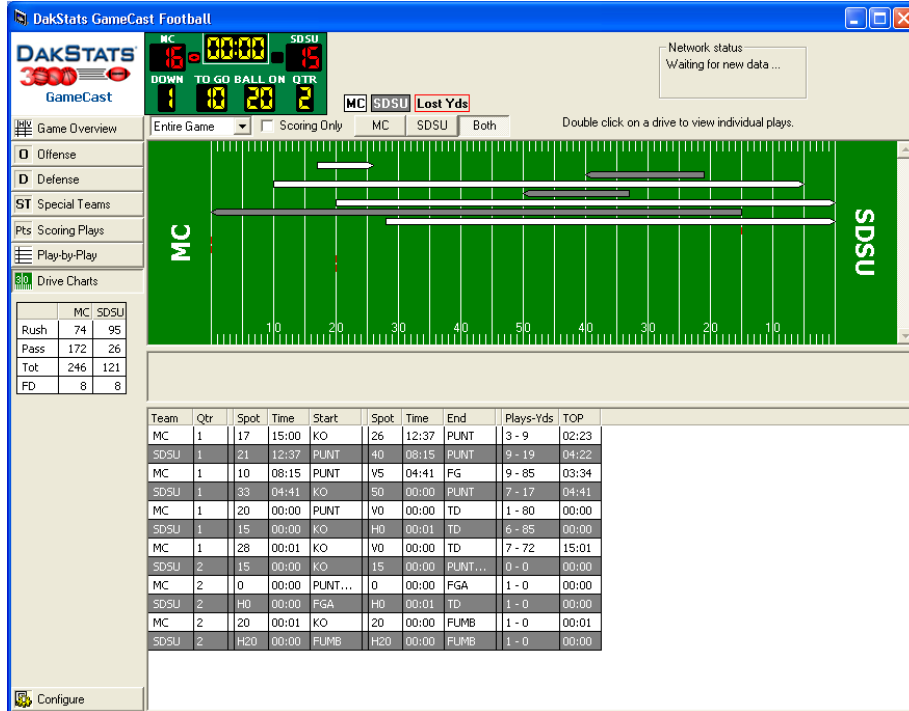 DakStats GameCast Football
DAKSTATS
3000
GameCast
MC 15 00:00 SDSU 15
DOWN TO GO BALL ON QTR
1 10 20 2
MC SDSU Lost Yds
Network status
Waiting for new data ...
Entire Game Scoring Only MC SDSU Both Double click on a drive to view individual plays.
Game Overview
O Offense
D Defense
ST Special Teams
Pts Scoring Plays
Play-by-Play
Drive Charts
MC SDSU
Rush 74 95
Pass 172 26
Tot 246 121
FD 8 8
MC
10 20 30 40 50 40 30 20 10
SDSU
Team Qtr Spot Time Start Spot Time End Plays-Yds TOP
MC 1 17 15:00 KO 26 12:37 PUNT 3 - 9 02:23
SDSU 1 21 12:37 PUNT 40 08:15 PUNT 9 - 19 04:22
MC 1 10 08:15 PUNT V5 04:41 FG 9 - 85 03:34
SDSU 1 33 04:41 KO 50 00:00 PUNT 7 - 17 04:41
MC 1 20 00:00 PUNT V0 00:00 TD 1 - 80 00:00
SDSU 1 15 00:00 KO H0 00:01 TD 6 - 85 00:00
MC 1 28 00:01 KO V0 00:00 TD 7 - 72 15:01
SDSU 2 15 00:00 KO 15 00:00 PUNT... 0 - 0 00:00
MC 2 0 00:00 PUNT... 0 00:00 FGA 1 - 0 00:00
SDSU 2 H0 00:00 FGA H0 00:01 TD 1 - 0 00:00
MC 2 20 00:01 KO 20 00:00 FUMB 1 - 0 00:01
SDSU 2 H20 00:00 FUMB H20 00:00 FUMB 1 - 0 00:00
Configure